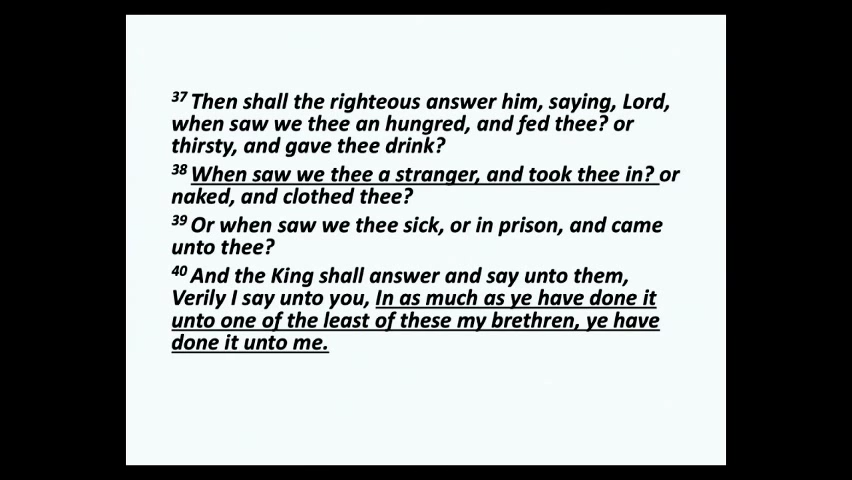 37 Then shall the righteous answer him, saying, Lord,
when saw we thee an hungred, and fed thee? or
thirsty, and gave thee drink?
38 When saw we thee a stranger, and took thee in? or
naked, and clothed thee?
39 Or when saw we thee sick, or in prison, and came
unto thee?
40 And the King shall answer and say unto them,
Verily I say unto you, In as much as ye have done it
unto one of the least of these my brethren, ye have
done it unto me.